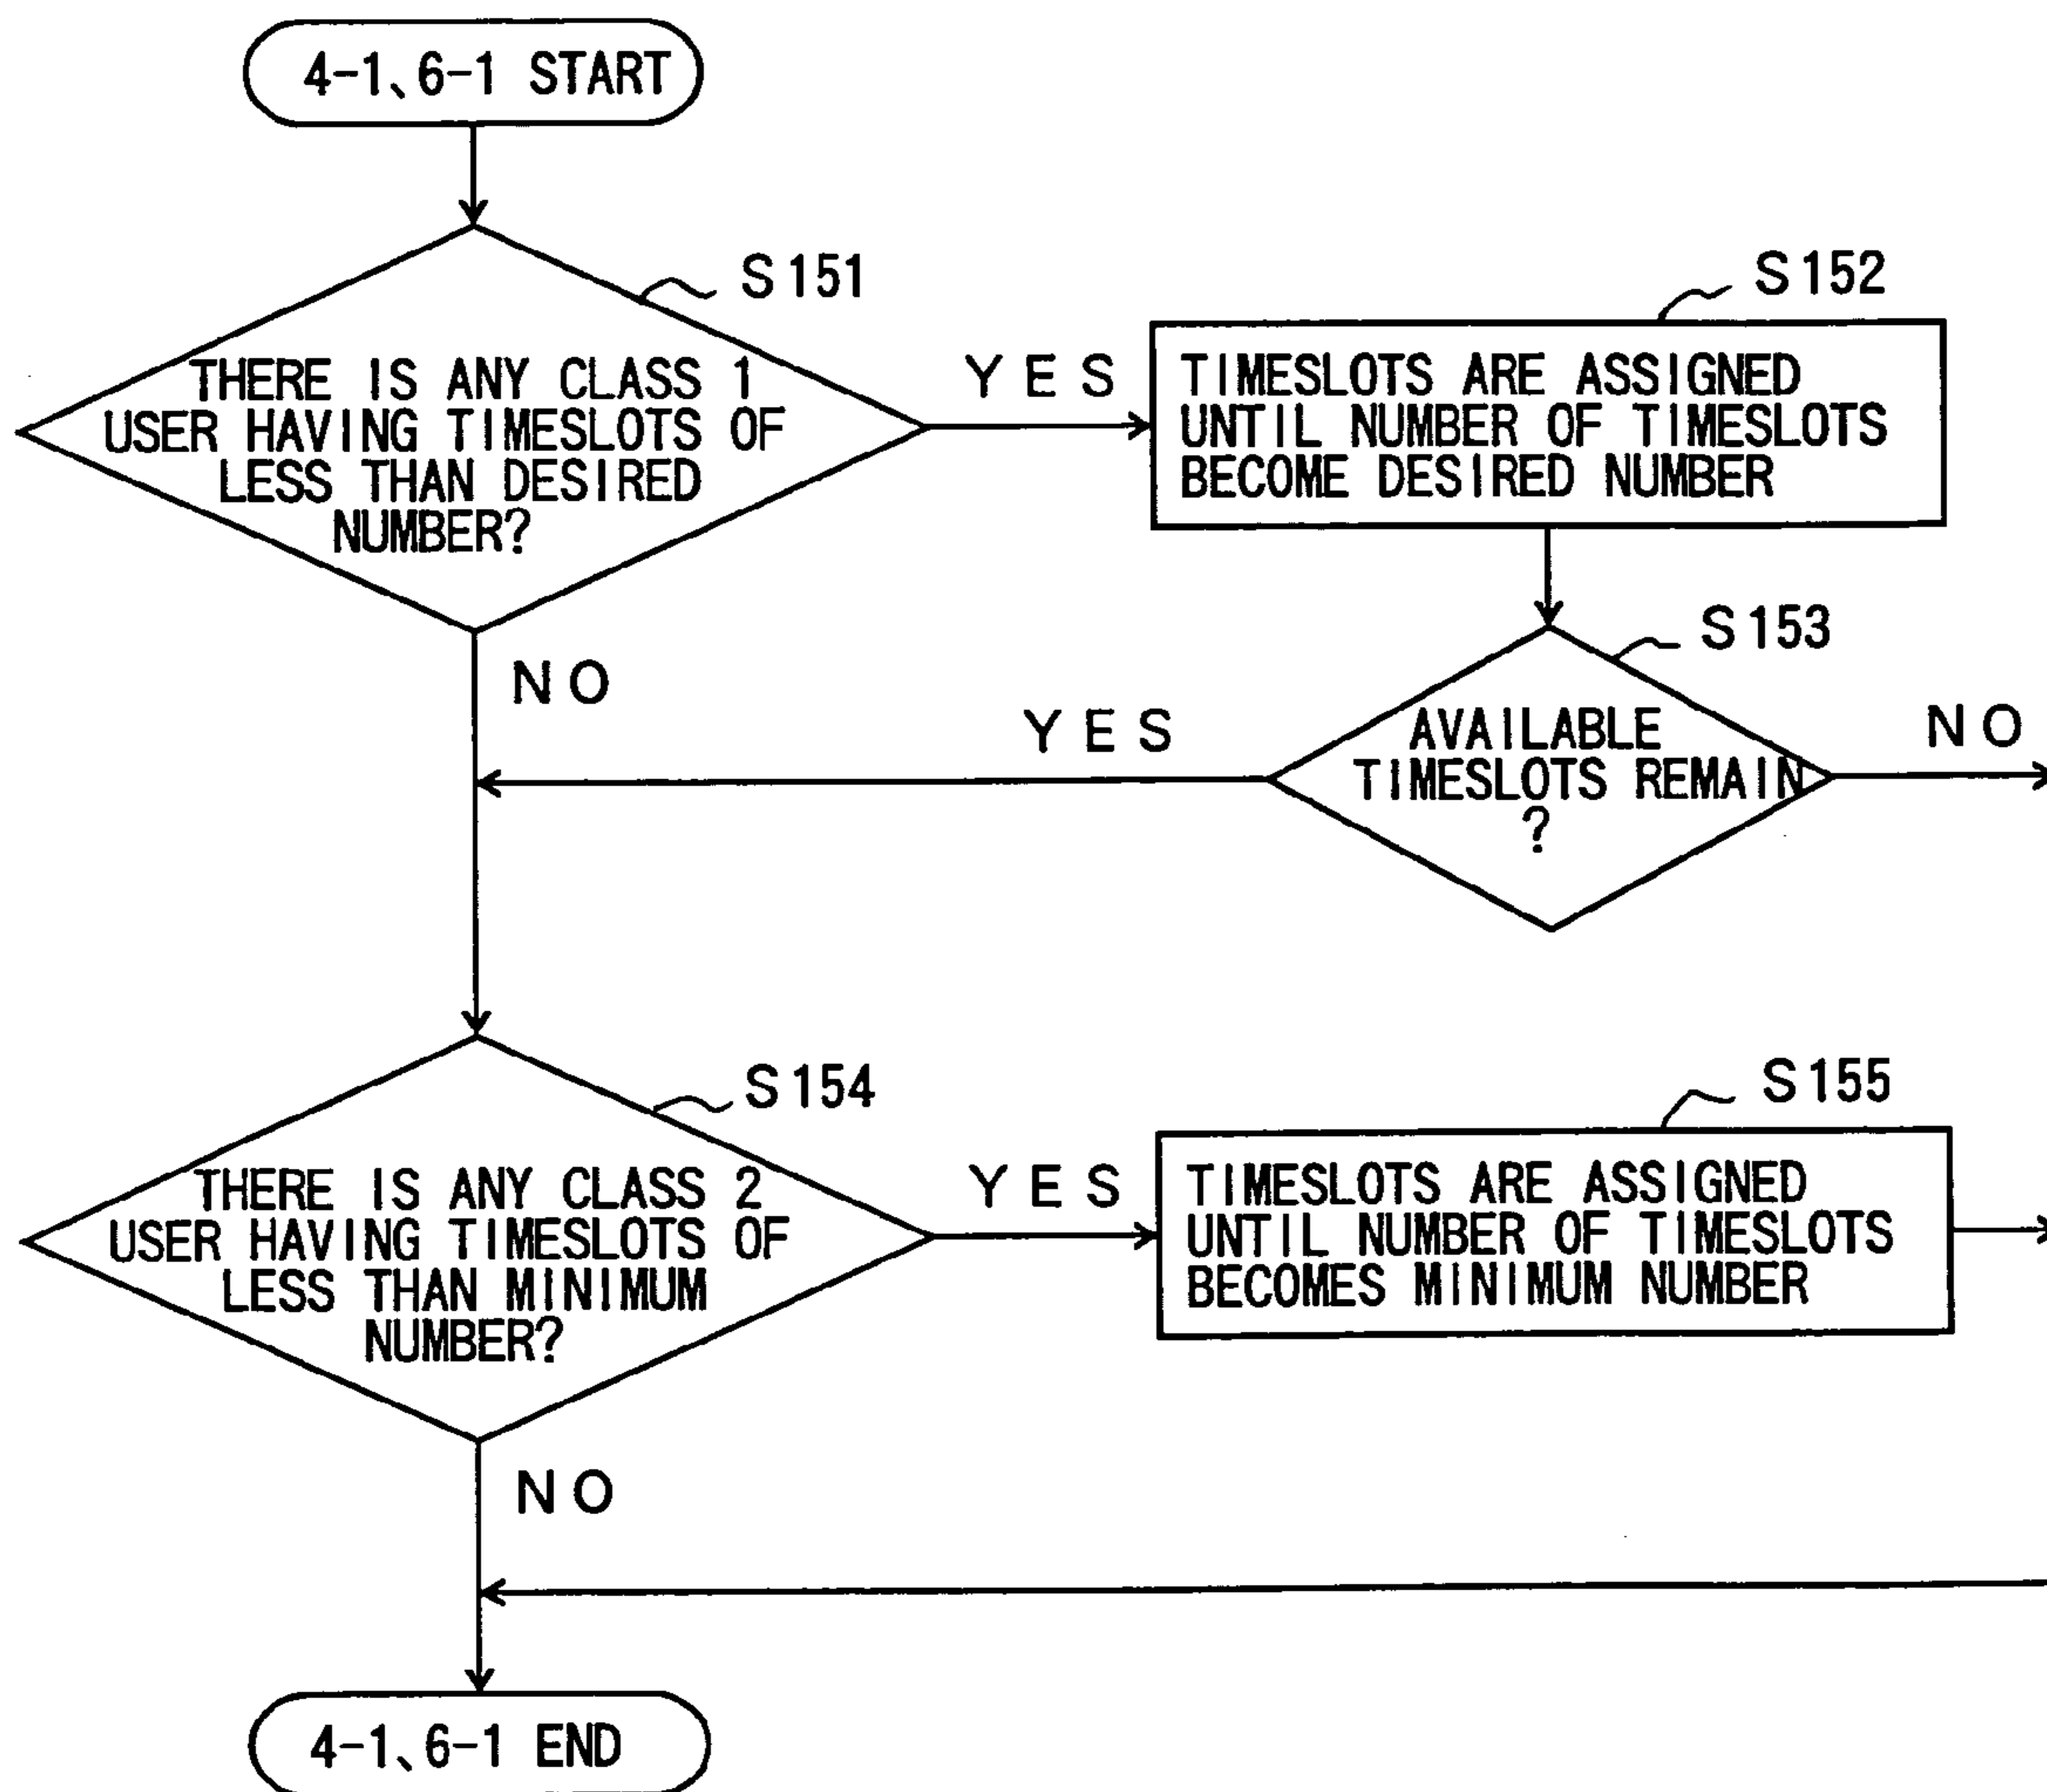 4-1、6-1 START
S151
THERE IS ANY CLASS 1
USER HAVING TIMESLOTS OF
LESS THAN DESIRED
NUMBER?
YES
S152
TIMESLOTS ARE ASSIGNED
UNTIL NUMBER OF TIMESLOTS
BECOME DESIRED NUMBER
NO
S153
AVAILABLE
TIMESLOTS REMAIN
?
YES
NO
S154
THERE IS ANY CLASS 2
USER HAVING TIMESLOTS OF
LESS THAN MINIMUM
NUMBER?
YES
S155
TIMESLOTS ARE ASSIGNED
UNTIL NUMBER OF TIMESLOTS
BECOMES MINIMUM NUMBER
NO
4-1、6-1 END